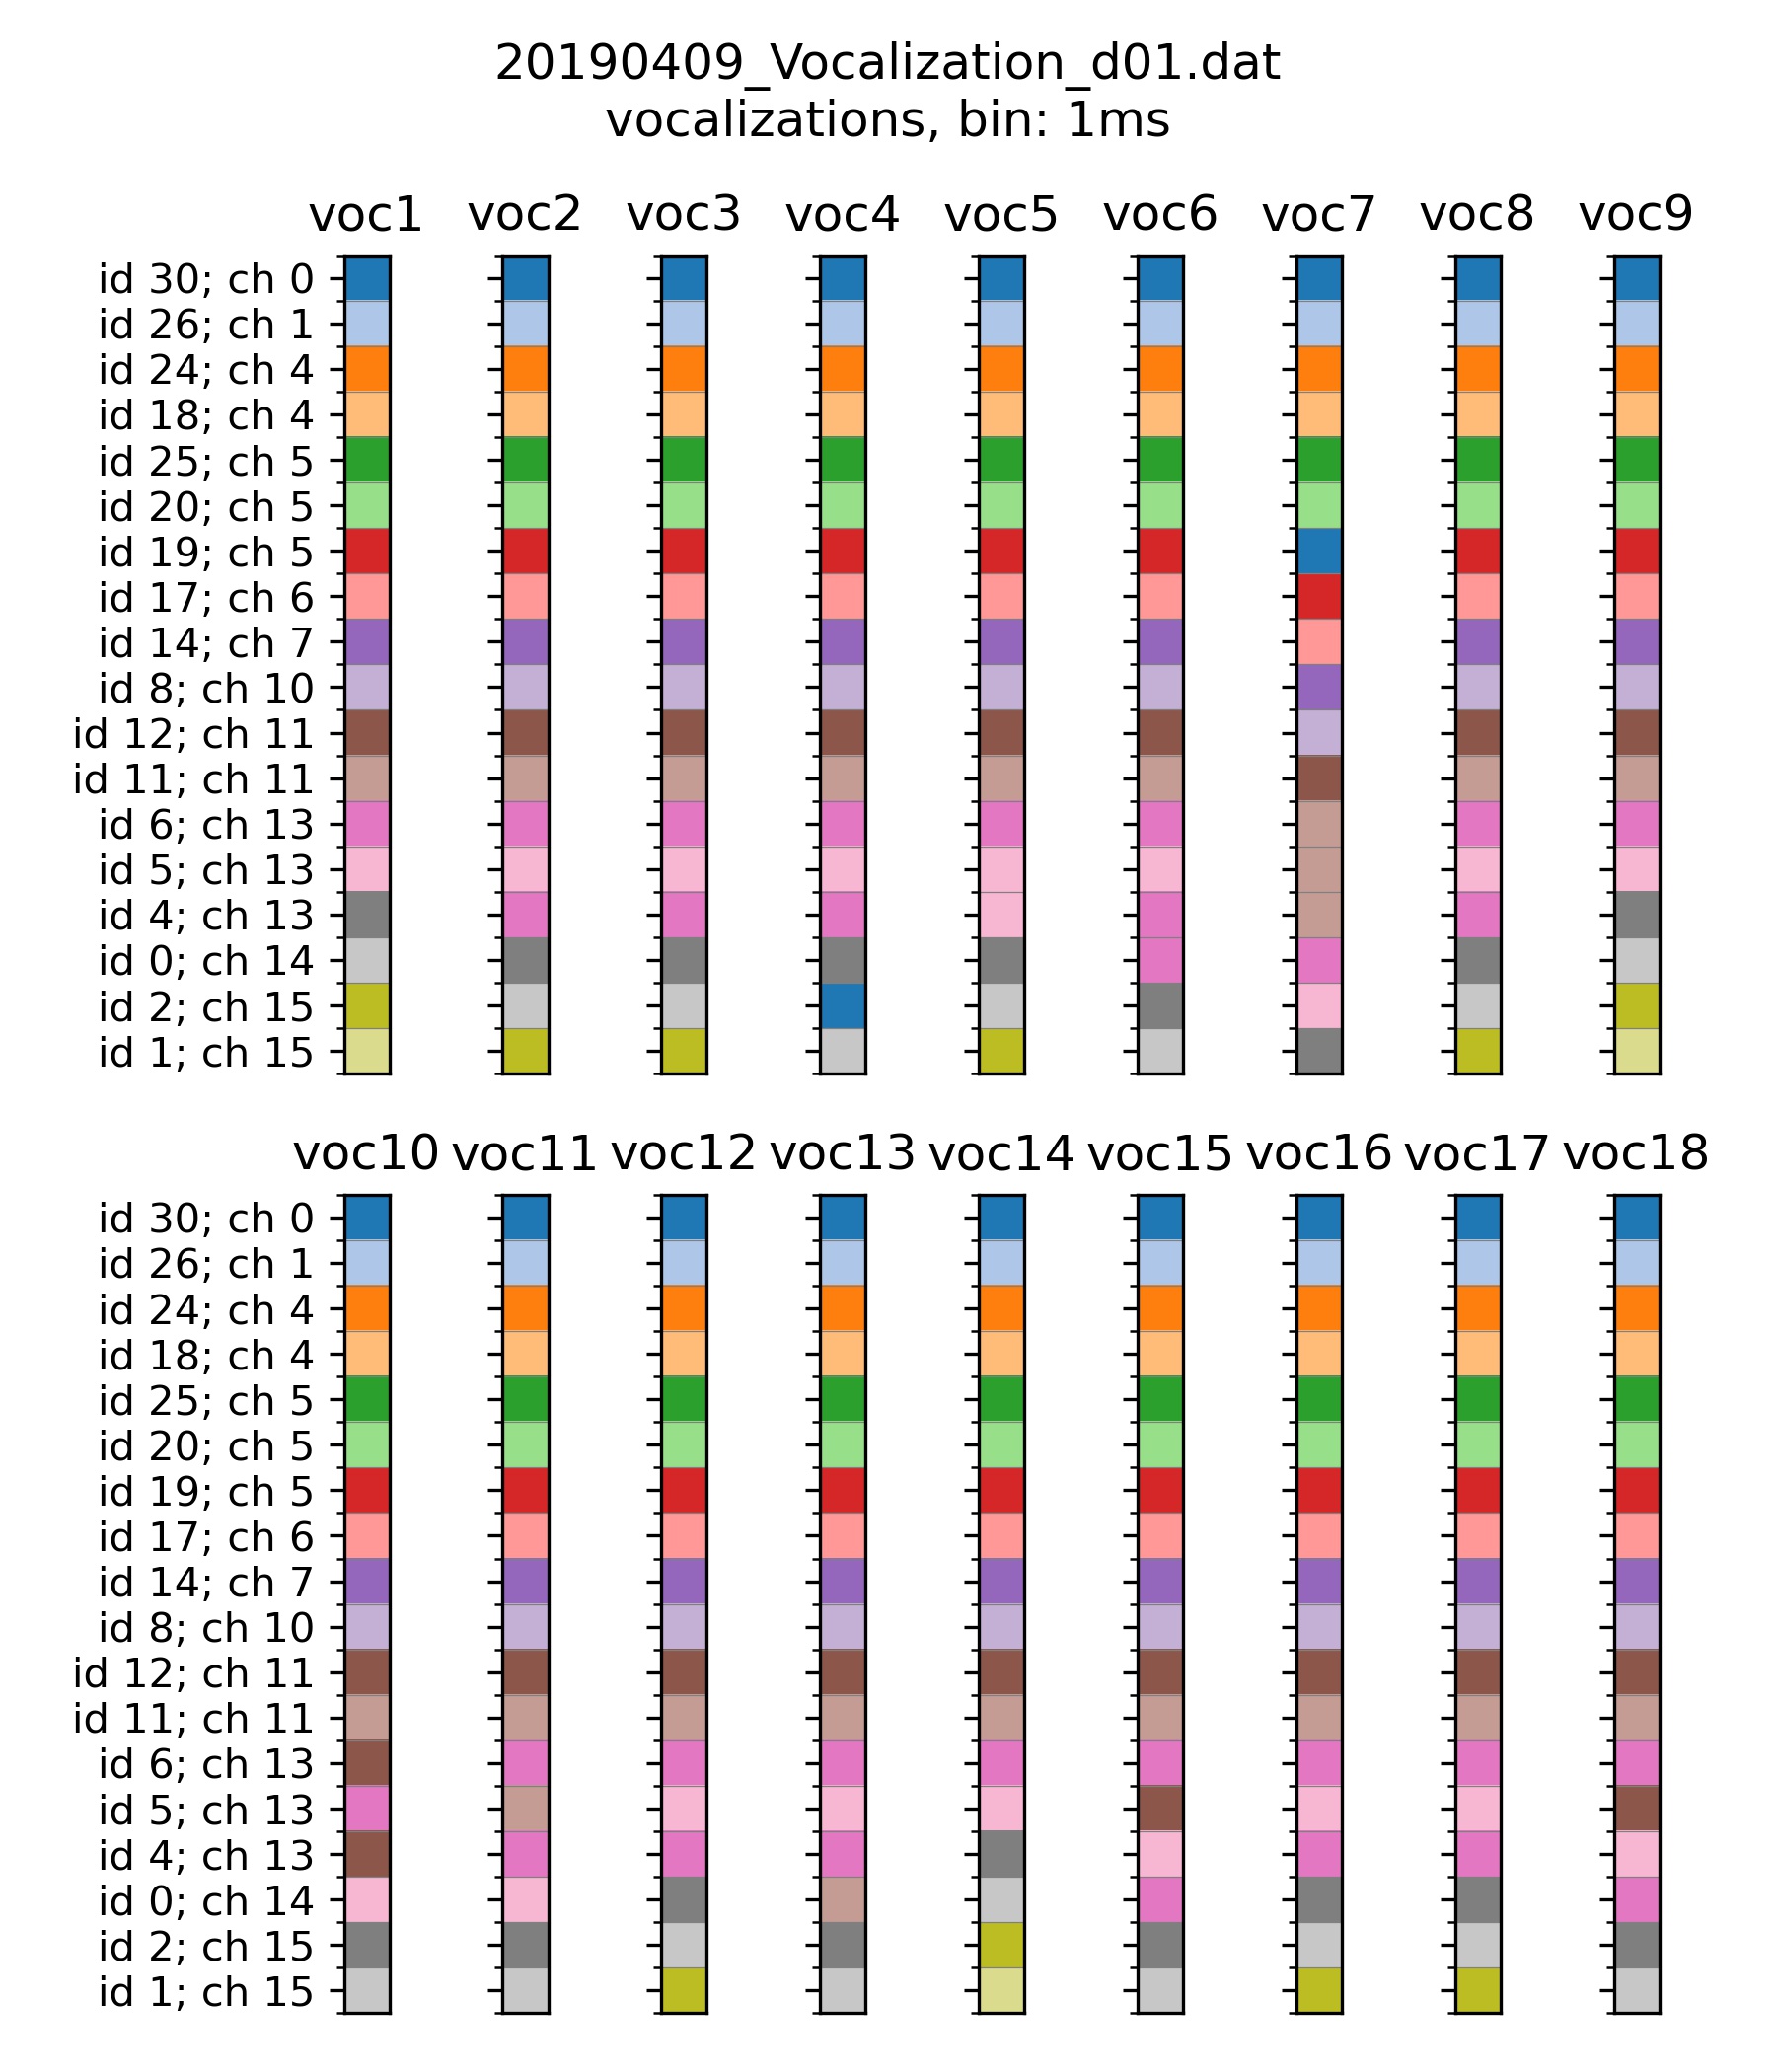 20190409_Vocalization_d01.dat
vocalizations, bin: 1ms
voc1 voc2 voc3 voc4 voc5 voc6 voc7 voc8 voc9
id 30; ch 0
id 26; ch 1
id 24; ch 4
id 18; ch 4
id 25; ch 5
id 20; ch 5
id 19; ch 5
id 17; ch 6
id 14; ch 7
id 8; ch 10
id 12; ch 11
id 11; ch 11
id 6; ch 13
id 5; ch 13
id 4; ch 13
id 0; ch 14
id 2; ch 15
id 1; ch 15
voc10 voc11 voc12 voc13 voc14 voc15 voc16 voc17 voc18
id 30; ch 0
id 26; ch 1
id 24; ch 4
id 18; ch 4
id 25; ch 5
id 20; ch 5
id 19; ch 5
id 17; ch 6
id 14; ch 7
id 8; ch 10
id 12; ch 11
id 11; ch 11
id 6; ch 13
id 5; ch 13
id 4; ch 13
id 0; ch 14
id 2; ch 15
id 1; ch 15